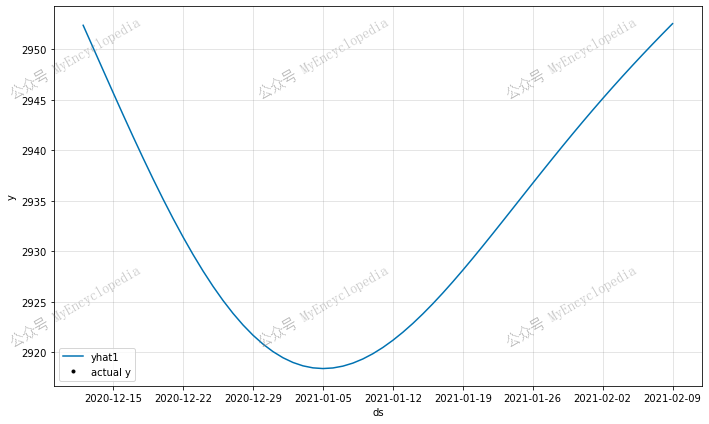 2950
2945
2940
2935
2930
2925
2920
y
yhat1
actual y
2020-12-15
2020-12-22
2020-12-29
2021-01-05
2021-01-12
2021-01-19
2021-01-26
2021-02-02
2021-02-09
ds
公众号 MyEncyclopedia
公众号 MyEncyclopedia
公众号 MyEncyclopedia
公众号 MyEncyclopedia
公众号 MyEncyclopedia
公众号 MyEncyclopedia